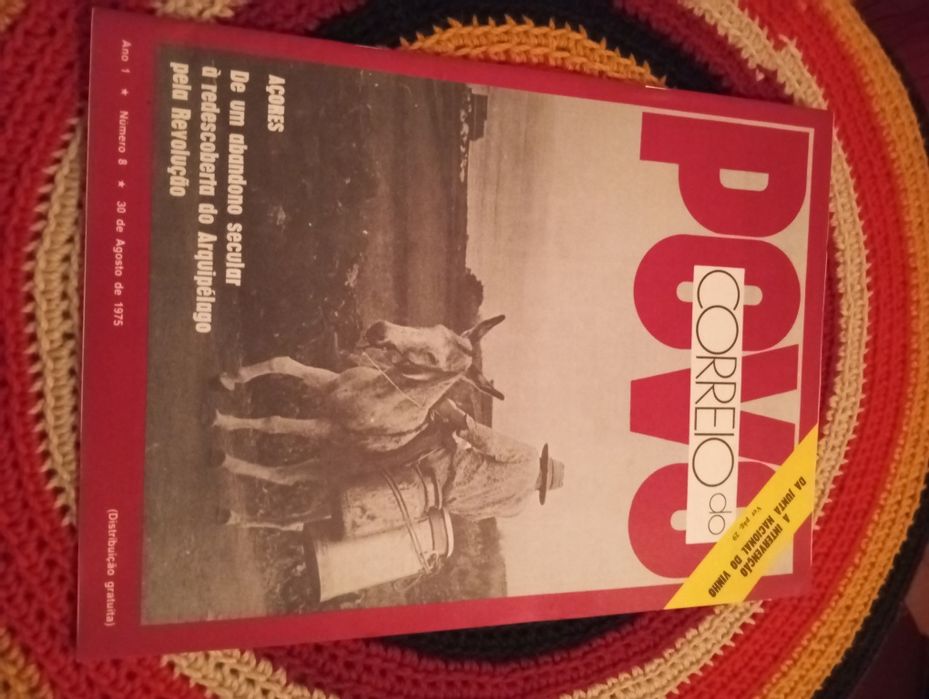 POVO
CORREIO do
A INTERVENÇÃO
DA JUNTA NACIONAL DO VINHO
Ver pág. 29
AÇORES
De um abandono secular
à redescoberta do Arquipélago
pela Revolução
Ano 1 ★ Número 8 ★ 30 de Agosto de 1975
(Distribuição gratuita)